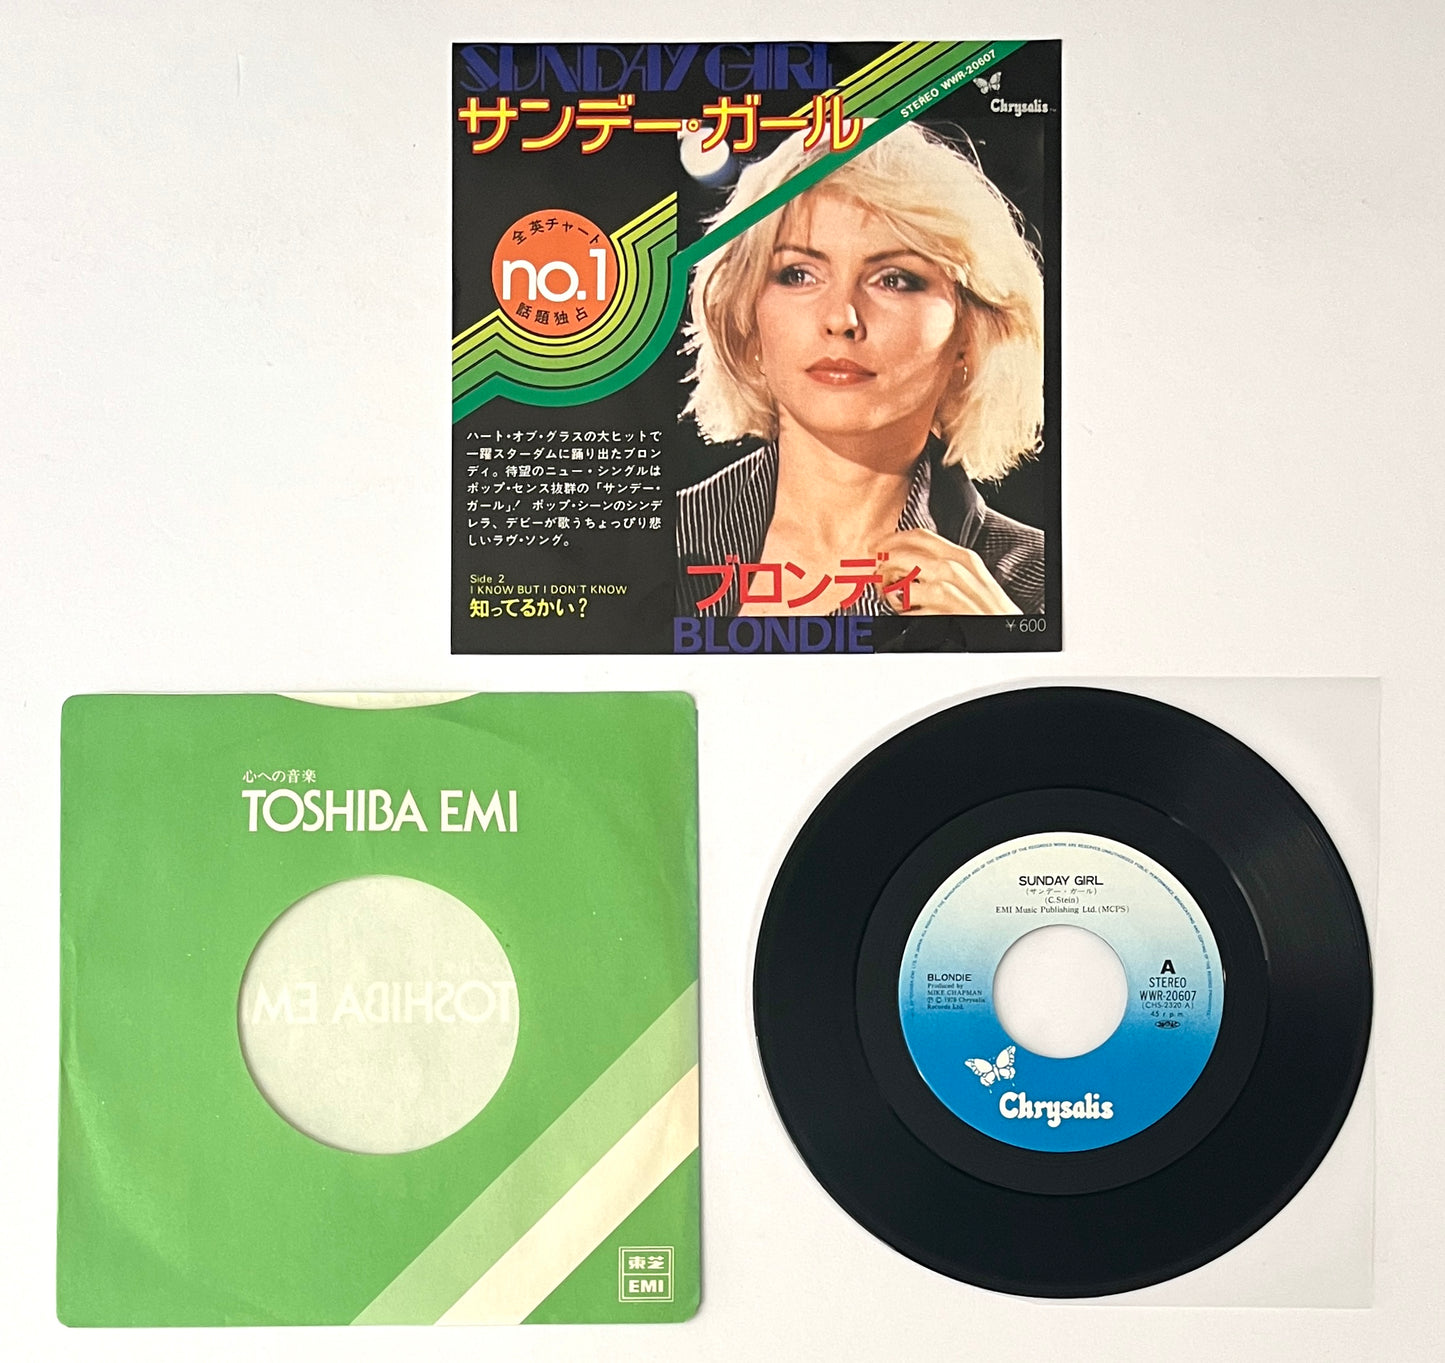 SUNDAY GIRL
サンデー・ガール
STEREO WWR-20607
Chrysalis
全英チャート
no.1
話題独占
ハート・オブ・グラスの大ヒットで
一躍スターダムに踊り出たブロン
ディ。待望のニュー・シングルは
ポップ・センス抜群の「サンデー・
ガール」! ポップ・シーンのシンデ
レラ、デビーが歌うちょっぴり悲
しいラヴ・ソング。
Side 2
I KNOW BUT I DON'T KNOW
知ってるかい?
ブロンディ
BLONDIE
¥600
心への音楽
TOSHIBA EMI
TOSHIBA EMI
東芝
EMI
SUNDAY GIRL
(サンデー・ガール)
(C.Stein)
EMI Music Publishing Ltd.(MCPS)
BLONDIE
Produced by
MIKE CHAPMAN
Ⓟ © 1978 Chrysalis
Records Ltd.
A
STEREO
WWR-20607
(CHS-2320 A)
45 r.p.m.
Chrysalis